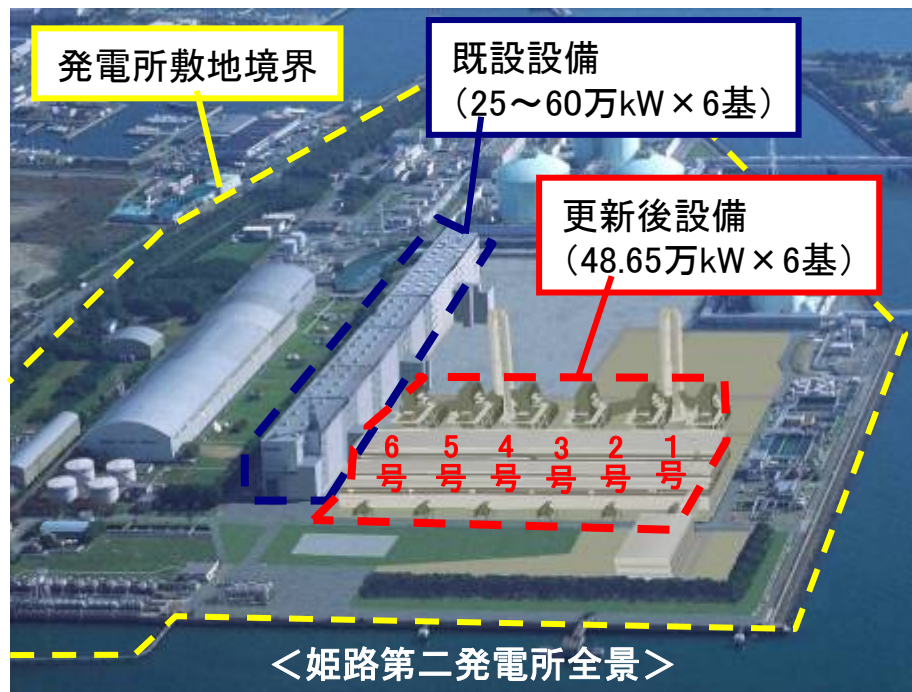 発電所敷地境界
既設設備
（25～60万kW×6基）
更新後設備
（48.65万kW×6基）
6号
5号
4号
3号
2号
1号
＜姫路第二発電所全景＞